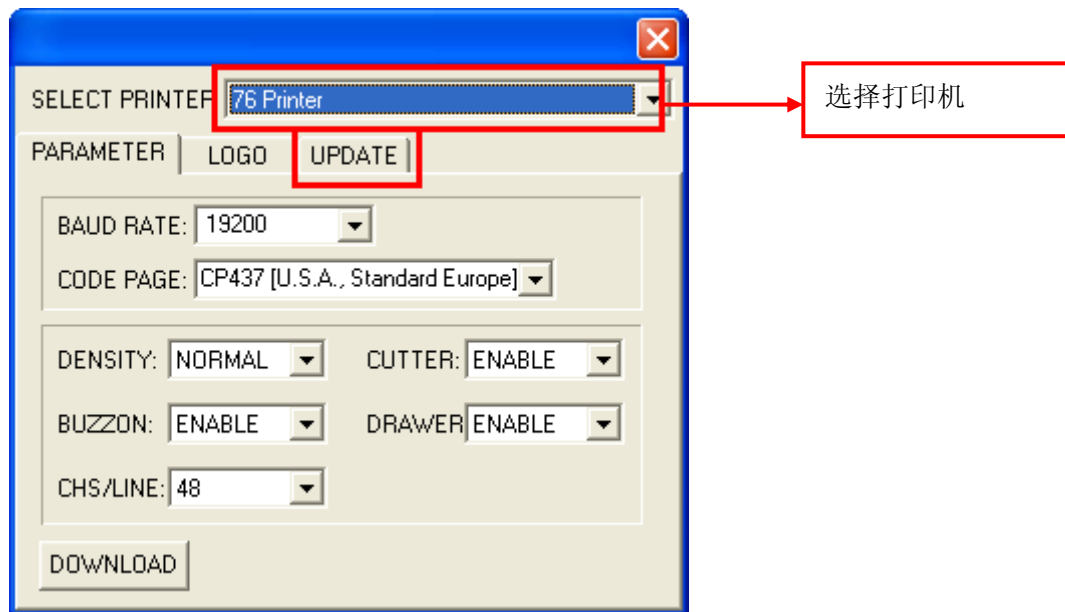 SELECT PRINTER 76 Printer
选择打印机
PARAMETER LOGO UPDATE
BAUD RATE: 19200
CODE PAGE: CP437 [U.S.A., Standard Europe]
DENSITY: NORMAL CUTTER: ENABLE
BUZZON: ENABLE DRAWER ENABLE
CHS/LINE: 48
DOWNLOAD